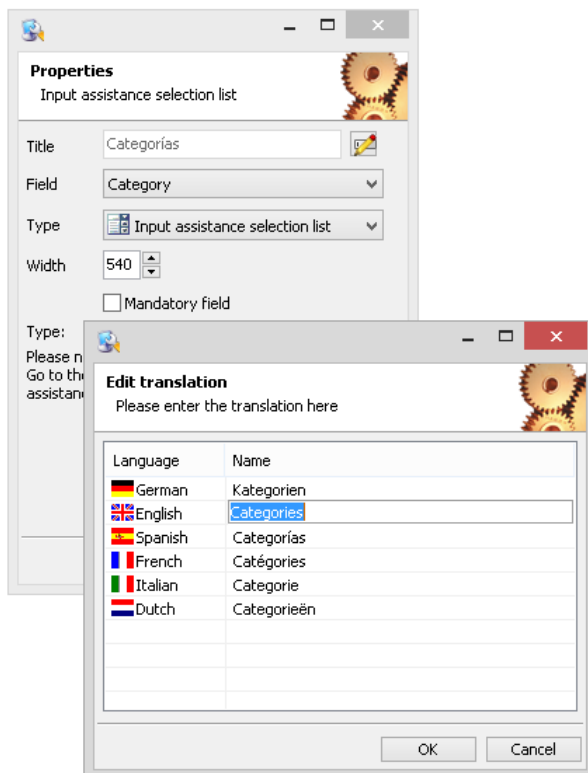 Properties
Input assistance selection list
Title Categorías
Field Category
Type Input assistance selection list
Width 540
Mandatory field
Type:
Please n
Go to th
assistan
Edit translation
Please enter the translation here
Language Name
German Kategorien
English Categories
Spanish Categorías
French Catégories
Italian Categorie
Dutch Categorieën
OK Cancel